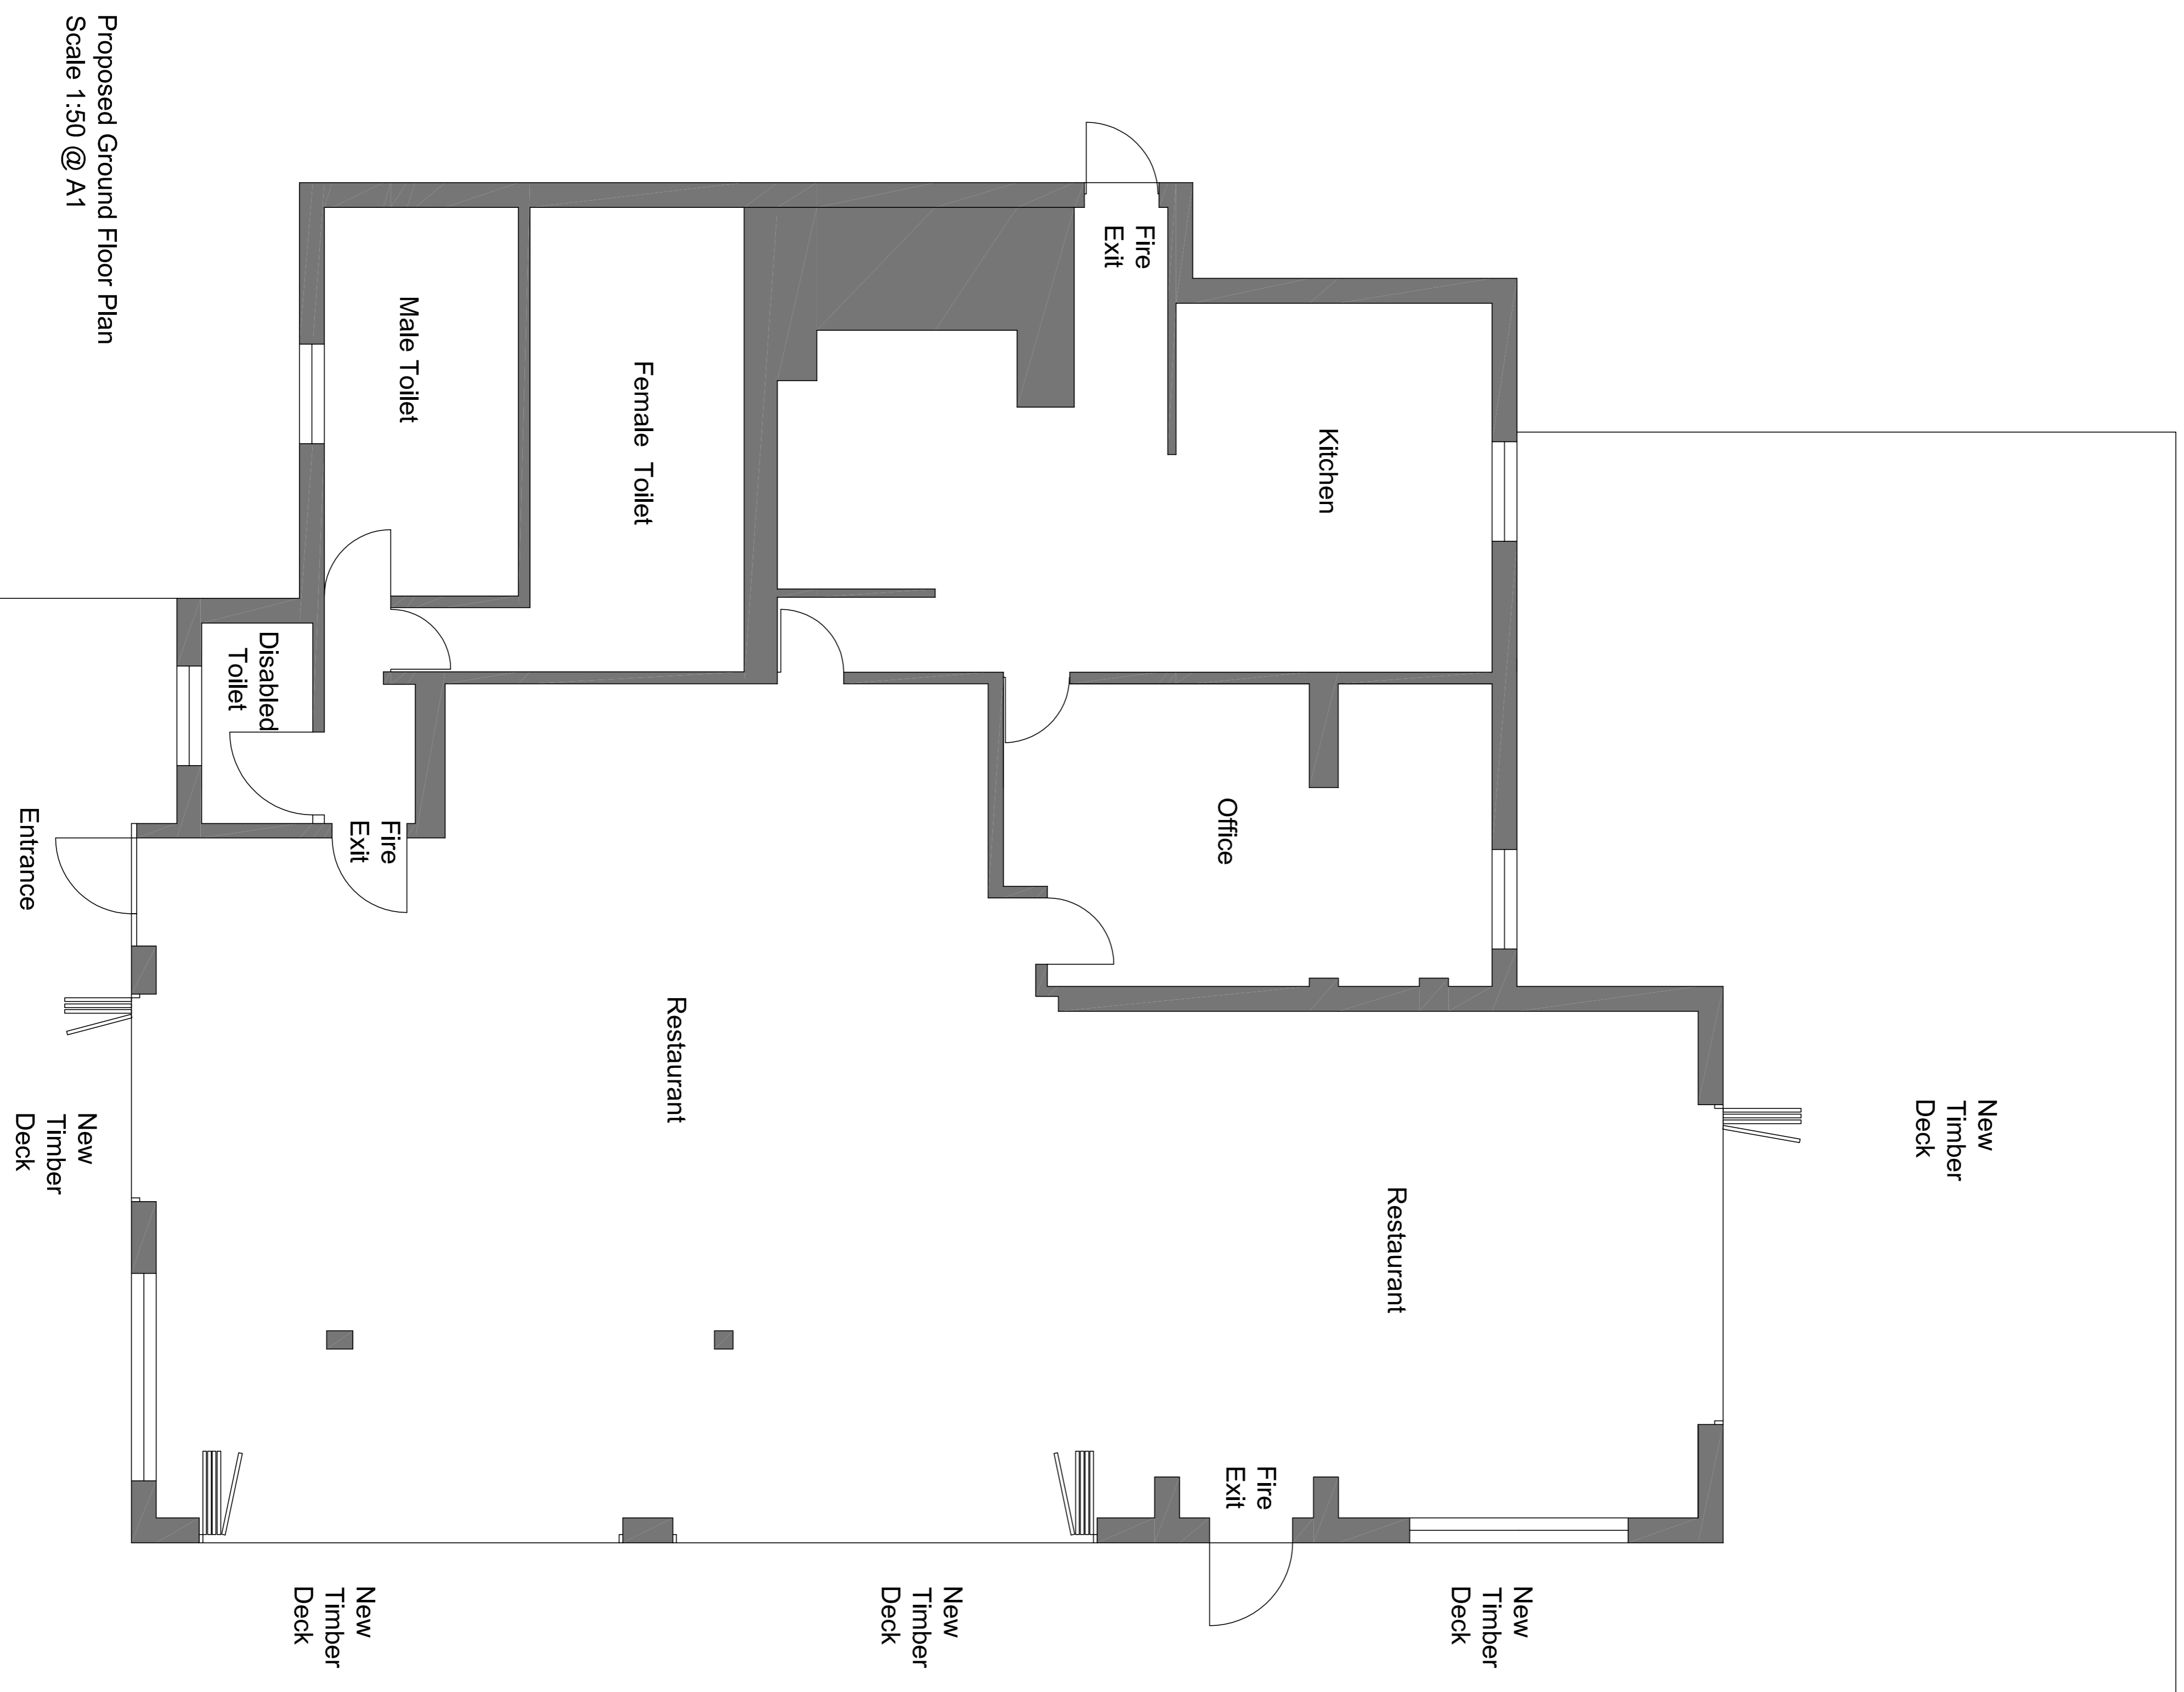 New
Timber
Deck
Kitchen
Fire
Exit
Office
Restaurant
New
Timber
Deck
Female Toilet
Restaurant
Fire
Exit
New
Timber
Deck
Male Toilet
Fire
Exit
New
Timber
Deck
Disabled
Toilet
Proposed Ground Floor Plan
Scale 1:50 @ A1
Entrance
New
Timber
Deck